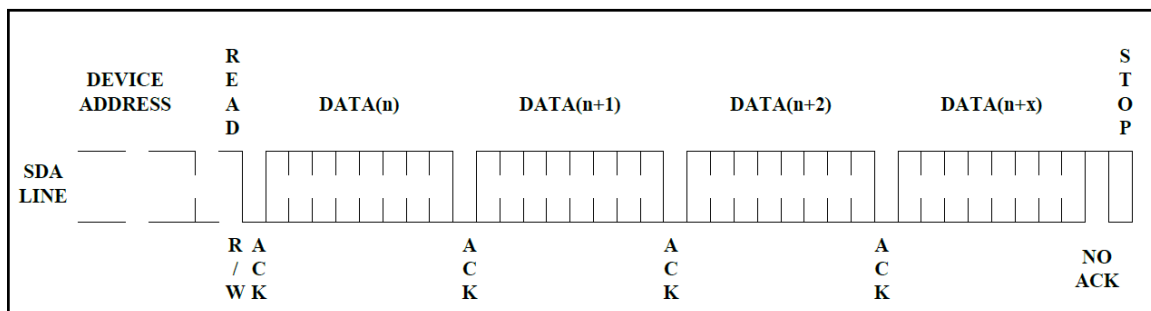 READ
STOP
DEVICE
ADDRESS
DATA(n)
DATA(n+1)
DATA(n+2)
DATA(n+x)
SDA
LINE
R/W
ACK
ACK
ACK
ACK
NO
ACK